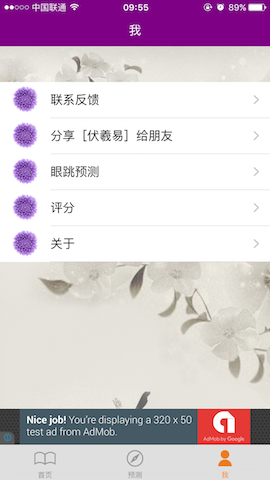 中国联通 09:55 89%
我
联系反馈
分享［伏羲易］给朋友
眼跳预测
评分
关于
Nice job! You're displaying a 320 x 50
test ad from AdMob.
AdMob by Google
首页 预测 我